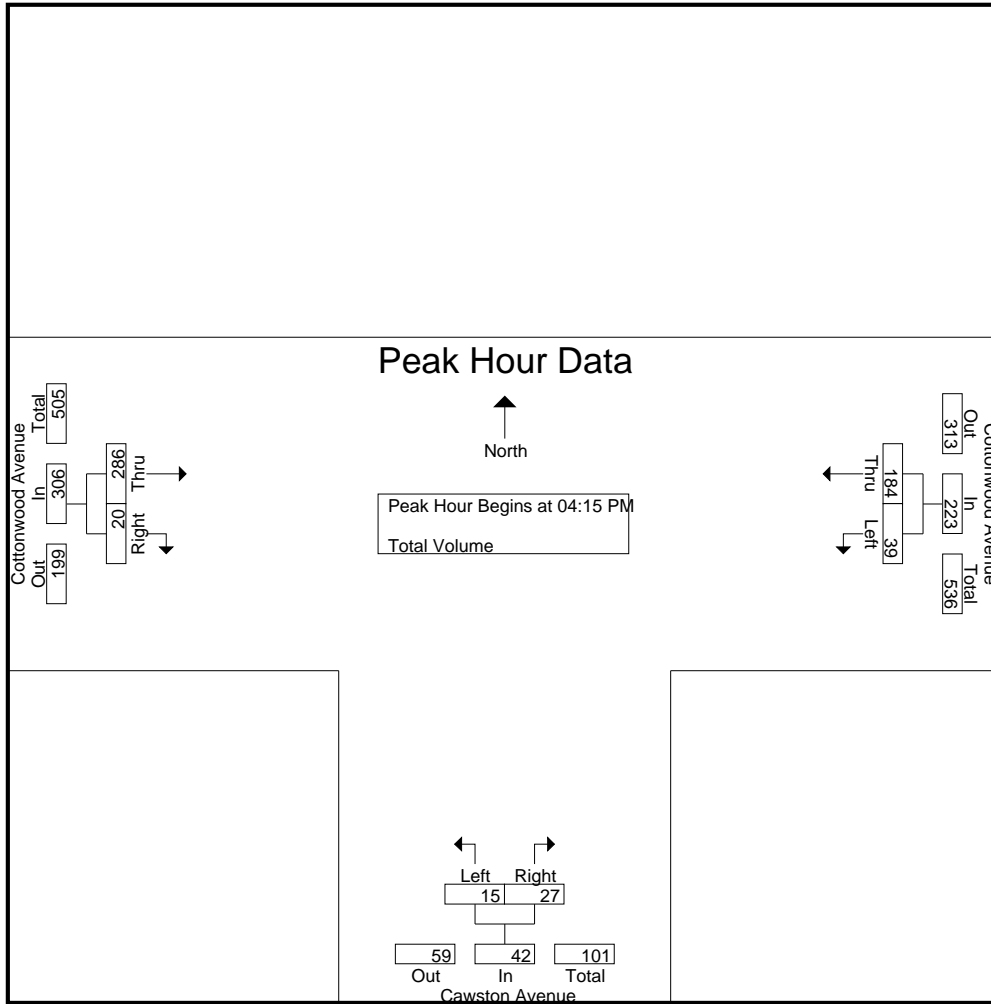 Peak Hour Data
North
Peak Hour Begins at 04:15 PM
Total Volume
Cottonwood Avenue
Total
505
In
306
Out
199
286
Thru
20
Right
Thru
184
Left
39
Out
313
In
223
Total
536
Cottonwood Avenue
Left Right
15 27
59 42 101
Out In Total
Cawston Avenue